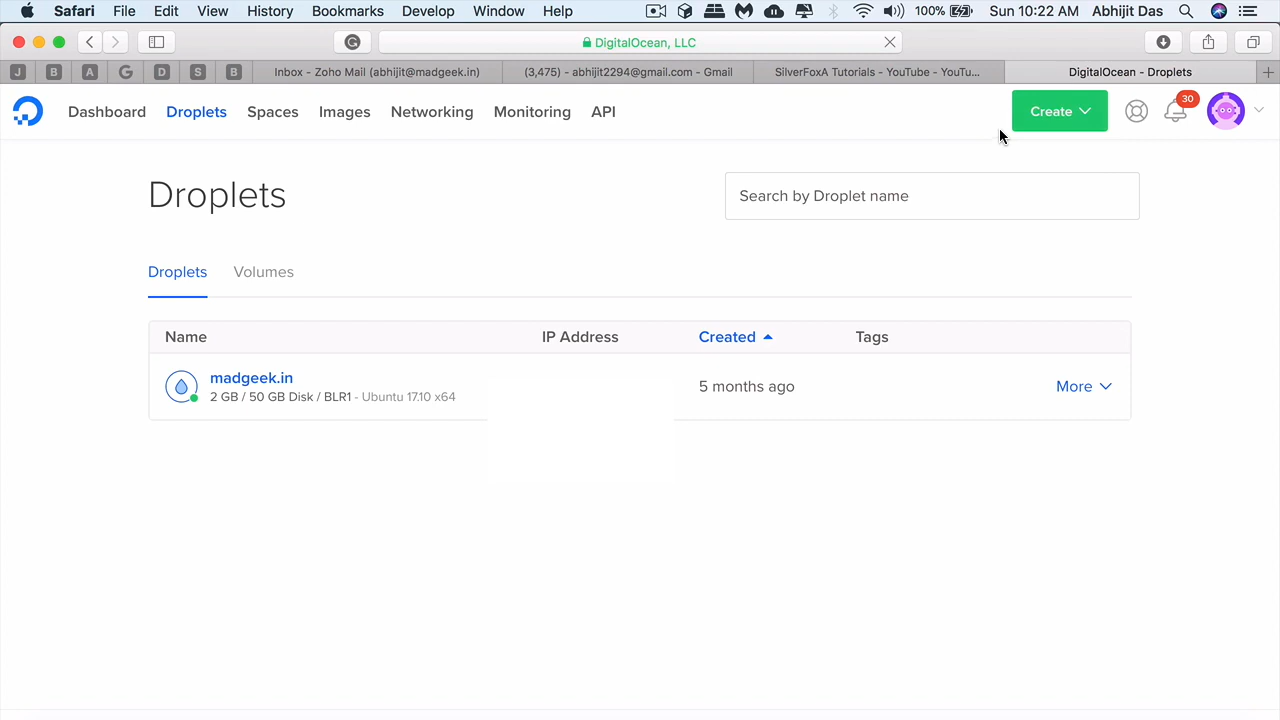 Safari File Edit View History Bookmarks Develop Window Help 100% Sun 10:22 AM Abhijit Das
DigitalOcean, LLC
J B A G D S B Inbox - Zoho Mail (abhijit@madgeek.in) (3,475) - abhijit2294@gmail.com - Gmail SilverFoxA Tutorials - YouTube - YouTu... DigitalOcean - Droplets
Dashboard Droplets Spaces Images Networking Monitoring API Create 30
Droplets
Search by Droplet name
Droplets Volumes
Name IP Address Created Tags
madgeek.in
2 GB / 50 GB Disk / BLR1 - Ubuntu 17.10 x64
5 months ago
More